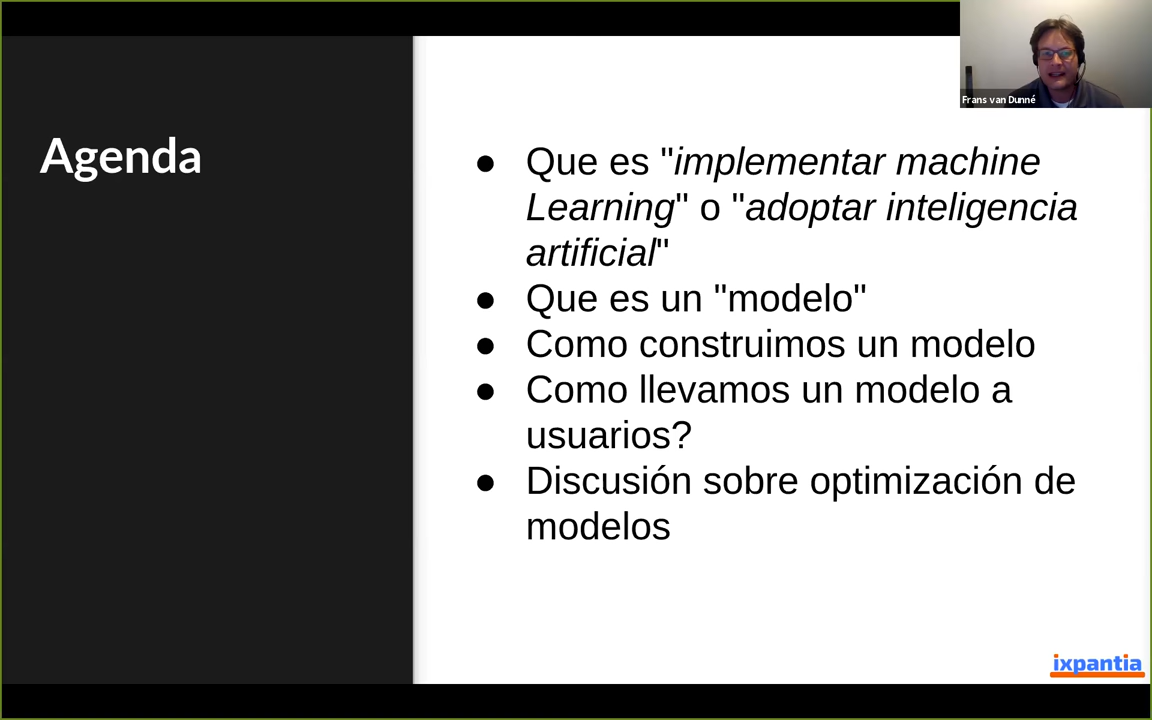 Frans van Dunné
Agenda
● Que es "implementar machine
Learning" o "adoptar inteligencia
artificial"
● Que es un "modelo"
● Como construimos un modelo
● Como llevamos un modelo a
usuarios?
● Discusión sobre optimización de
modelos
ixpantia